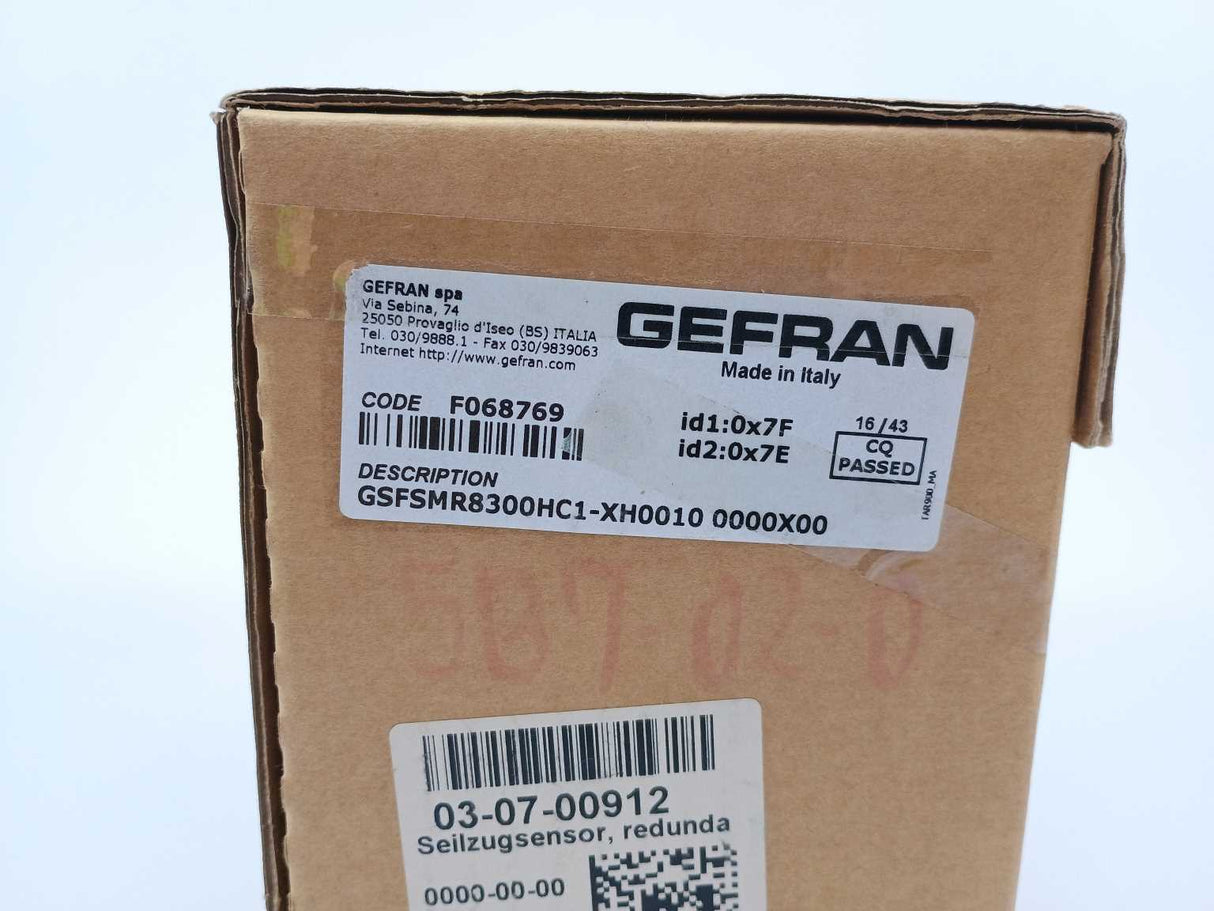 GEFRAN spa
Via Sebina, 74
25050 Provaglio d'Iseo (BS) ITALIA
Tel. 030/9888.1 - Fax 030/9839063
Internet http://www.gefran.com
GEFRAN
Made in Italy
CODE F068769
id1:0x7F
id2:0x7E
16/43
CQ
PASSED
TAR900_MA
DESCRIPTION
GSFSMR8300HC1-XH0010 0000X00
03-07-00912
Seilzugsensor, redunda
0000-00-00